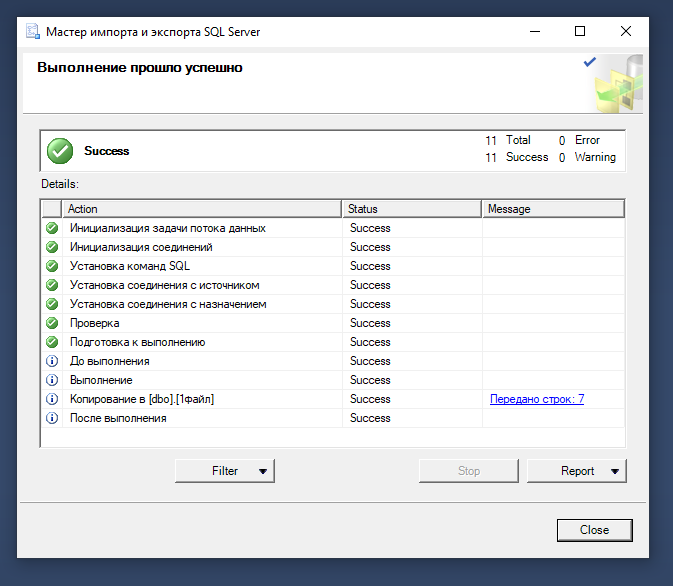 Мастер импорта и экспорта SQL Server
Выполнение прошло успешно
Success
11 Total 0 Error
11 Success 0 Warning
Details:
Action Status Message
Инициализация задачи потока данных Success
Инициализация соединений Success
Установка команд SQL Success
Установка соединения с источником Success
Установка соединения с назначением Success
Проверка Success
Подготовка к выполнению Success
До выполнения Success
Выполнение Success
Копирование в [dbo].[1файл] Success Передано строк: 7
После выполнения Success
Filter Stop Report
Close